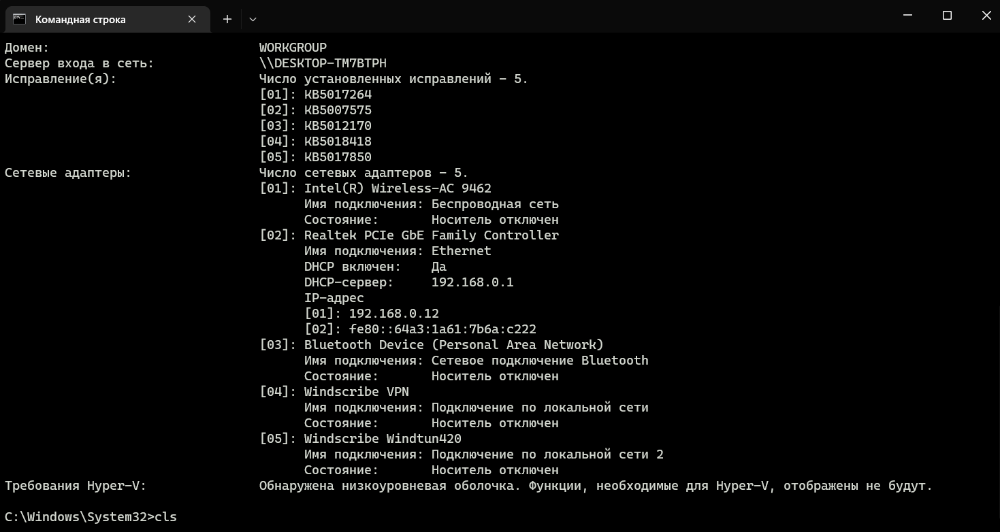 Командная строка
Домен: WORKGROUP
Сервер входа в сеть: \\DESKTOP-TM7BTPH
Исправление(я): Число установленных исправлений - 5.
[01]: KB5017264
[02]: KB5007575
[03]: KB5012170
[04]: KB5018418
[05]: KB5017850
Сетевые адаптеры: Число сетевых адаптеров - 5.
[01]: Intel(R) Wireless-AC 9462
Имя подключения: Беспроводная сеть
Состояние: Носитель отключен
[02]: Realtek PCIe GbE Family Controller
Имя подключения: Ethernet
DHCP включен: Да
DHCP-сервер: 192.168.0.1
IP-адрес
[01]: 192.168.0.12
[02]: fe80::64a3:1a61:7b6a:c222
[03]: Bluetooth Device (Personal Area Network)
Имя подключения: Сетевое подключение Bluetooth
Состояние: Носитель отключен
[04]: Windscribe VPN
Имя подключения: Подключение по локальной сети
Состояние: Носитель отключен
[05]: Windscribe Windtun420
Имя подключения: Подключение по локальной сети 2
Состояние: Носитель отключен
Требования Hyper-V: Обнаружена низкоуровневая оболочка. Функции, необходимые для Hyper-V, отображены не будут.
C:\Windows\System32>cls